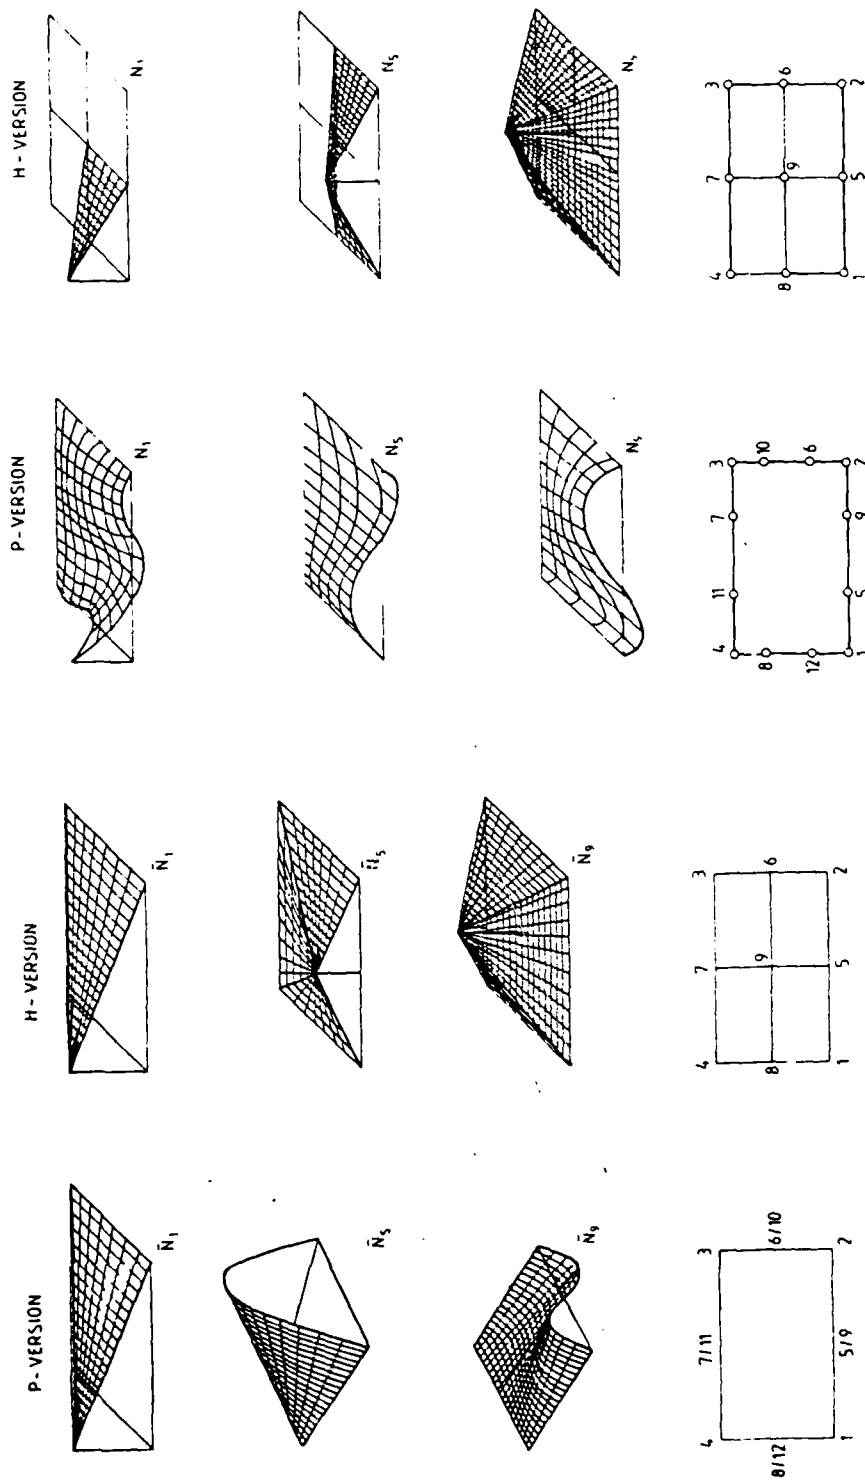 P-VERSION
H-VERSION
P-VERSION
H-VERSION
N̄₁
N̄₁
N₁
N₁
N̄₅
N̄₅
N₅
N₅
N̄₉
N̄₉
4 7/11 3
8/12 6/10
1 5/9 2
4 7 3
8 9 6
1 5 2
4 11 7 3
8 10
12 6
1 5 9 2
4 7 3
8 9 6
1 5 2